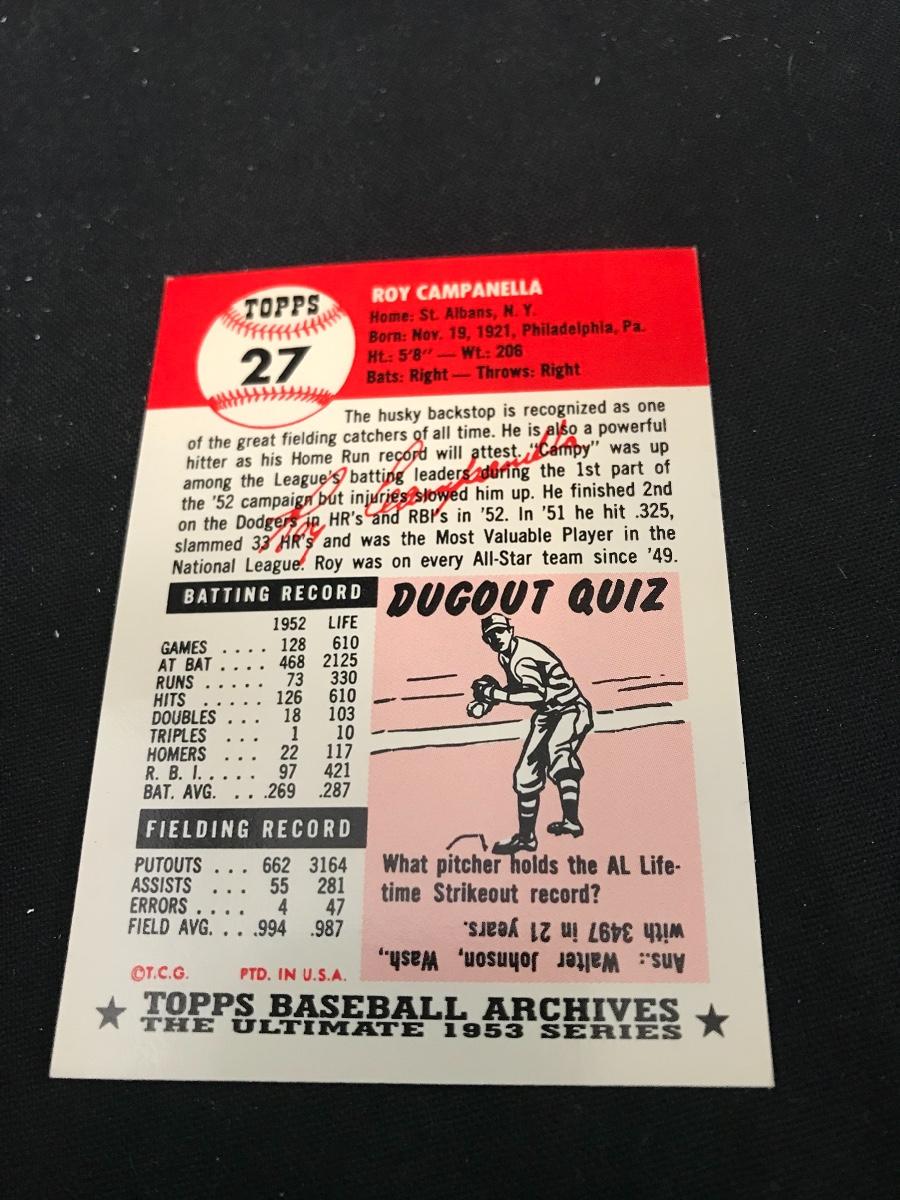 TOPPS
27
ROY CAMPANELLA
Home: St. Albans, N. Y.
Born: Nov. 19, 1921, Philadelphia, Pa.
Ht.: 5'8" — Wt.: 206
Bats: Right — Throws: Right
The husky backstop is recognized as one
of the great fielding catchers of all time. He is also a powerful
hitter as his Home Run record will attest. "Campy" was up
among the League's batting leaders during the 1st part of
the '52 campaign but injuries slowed him up. He finished 2nd
on the Dodgers in HR's and RBI's in '52. In '51 he hit .325,
slammed 33 HR's and was the Most Valuable Player in the
National League. Roy was on every All-Star team since '49.
Roy Campanella
BATTING RECORD
1952 LIFE
GAMES . . . . 128 610
AT BAT . . . . 468 2125
RUNS . . . . . 73 330
HITS . . . . . 126 610
DOUBLES . . . 18 103
TRIPLES . . . 1 10
HOMERS . . . 22 117
R. B. I. . . . . 97 421
BAT. AVG. . . .269 .287
FIELDING RECORD
PUTOUTS . . . 662 3164
ASSISTS . . . 55 281
ERRORS . . . . 4 47
FIELD AVG. . . .994 .987
DUGOUT QUIZ
What pitcher holds the AL Life-
time Strikeout record?
Ans.: Walter Johnson, Wash.,
with 3497 in 21 years.
©T.C.G. PTD. IN U.S.A.
TOPPS BASEBALL ARCHIVES
THE ULTIMATE 1953 SERIES